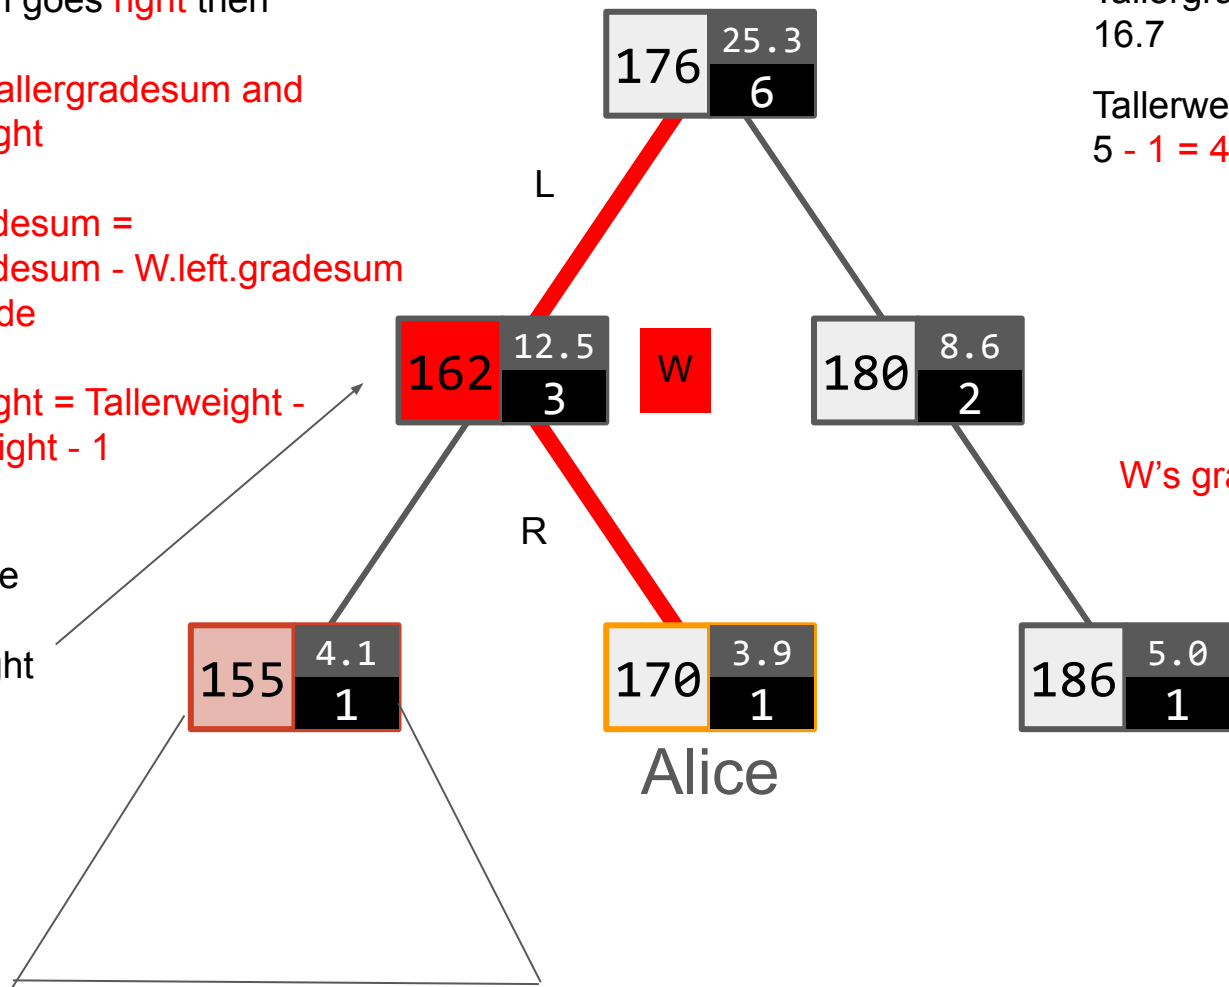 goes right then
allergradesum and
ght
desum =
desum - W.left.gradesum
de
ght = Tallerweight -
ight - 1
e
ght
176 25.3
6
L
162 12.5
3
W
180 8.6
2
R
155 4.1
1
170 3.9
1
Alice
186 5.0
1
16.7
Tallerwe
5 - 1 = 4
W’s gra